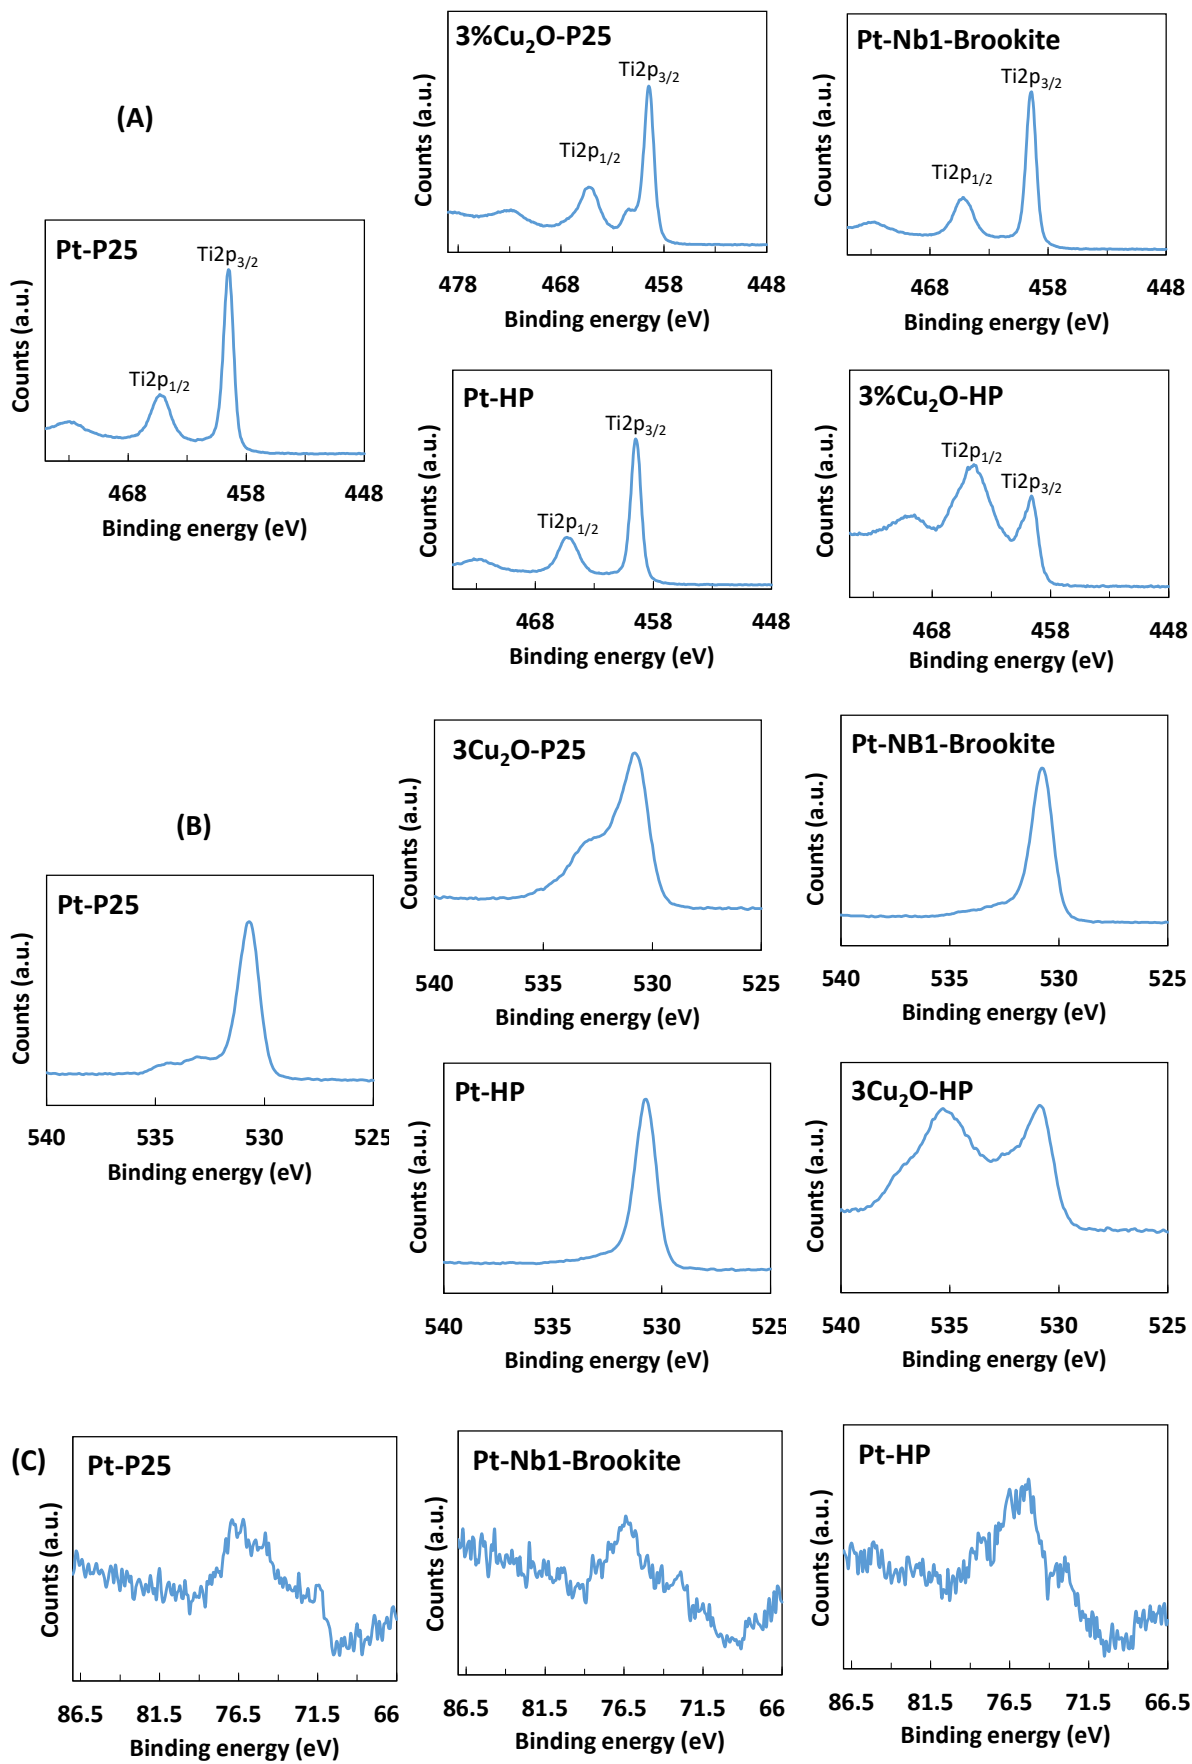 (A)
Pt-P25
Ti2p3/2
Ti2p1/2
Counts (a.u.)
468 458 448
Binding energy (eV)
3%Cu2O-P25
Ti2p3/2
Ti2p1/2
Counts (a.u.)
478 468 458 448
Binding energy (eV)
Pt-Nb1-Brookite
Ti2p3/2
Ti2p1/2
Counts (a.u.)
468 458 448
Binding energy (eV)
Pt-HP
Ti2p3/2
Ti2p1/2
Counts (a.u.)
468 458 448
Binding energy (eV)
3%Cu2O-HP
Ti2p1/2
Ti2p3/2
Counts (a.u.)
468 458 448
Binding energy (eV)
(B)
Pt-P25
Counts (a.u.)
540 535 530 525
Binding energy (eV)
3Cu2O-P25
Counts (a.u.)
540 535 530 525
Binding energy (eV)
Pt-NB1-Brookite
Counts (a.u.)
540 535 530 525
Binding energy (eV)
Pt-HP
Counts (a.u.)
540 535 530 525
Binding energy (eV)
3Cu2O-HP
Counts (a.u.)
540 535 530 525
Binding energy (eV)
(C)
Pt-P25
Counts (a.u.)
86.5 81.5 76.5 71.5 66
Binding energy (eV)
Pt-Nb1-Brookite
Counts (a.u.)
86.5 81.5 76.5 71.5 66
Binding energy (eV)
Pt-HP
Counts (a.u.)
86.5 81.5 76.5 71.5 66.5
Binding energy (eV)